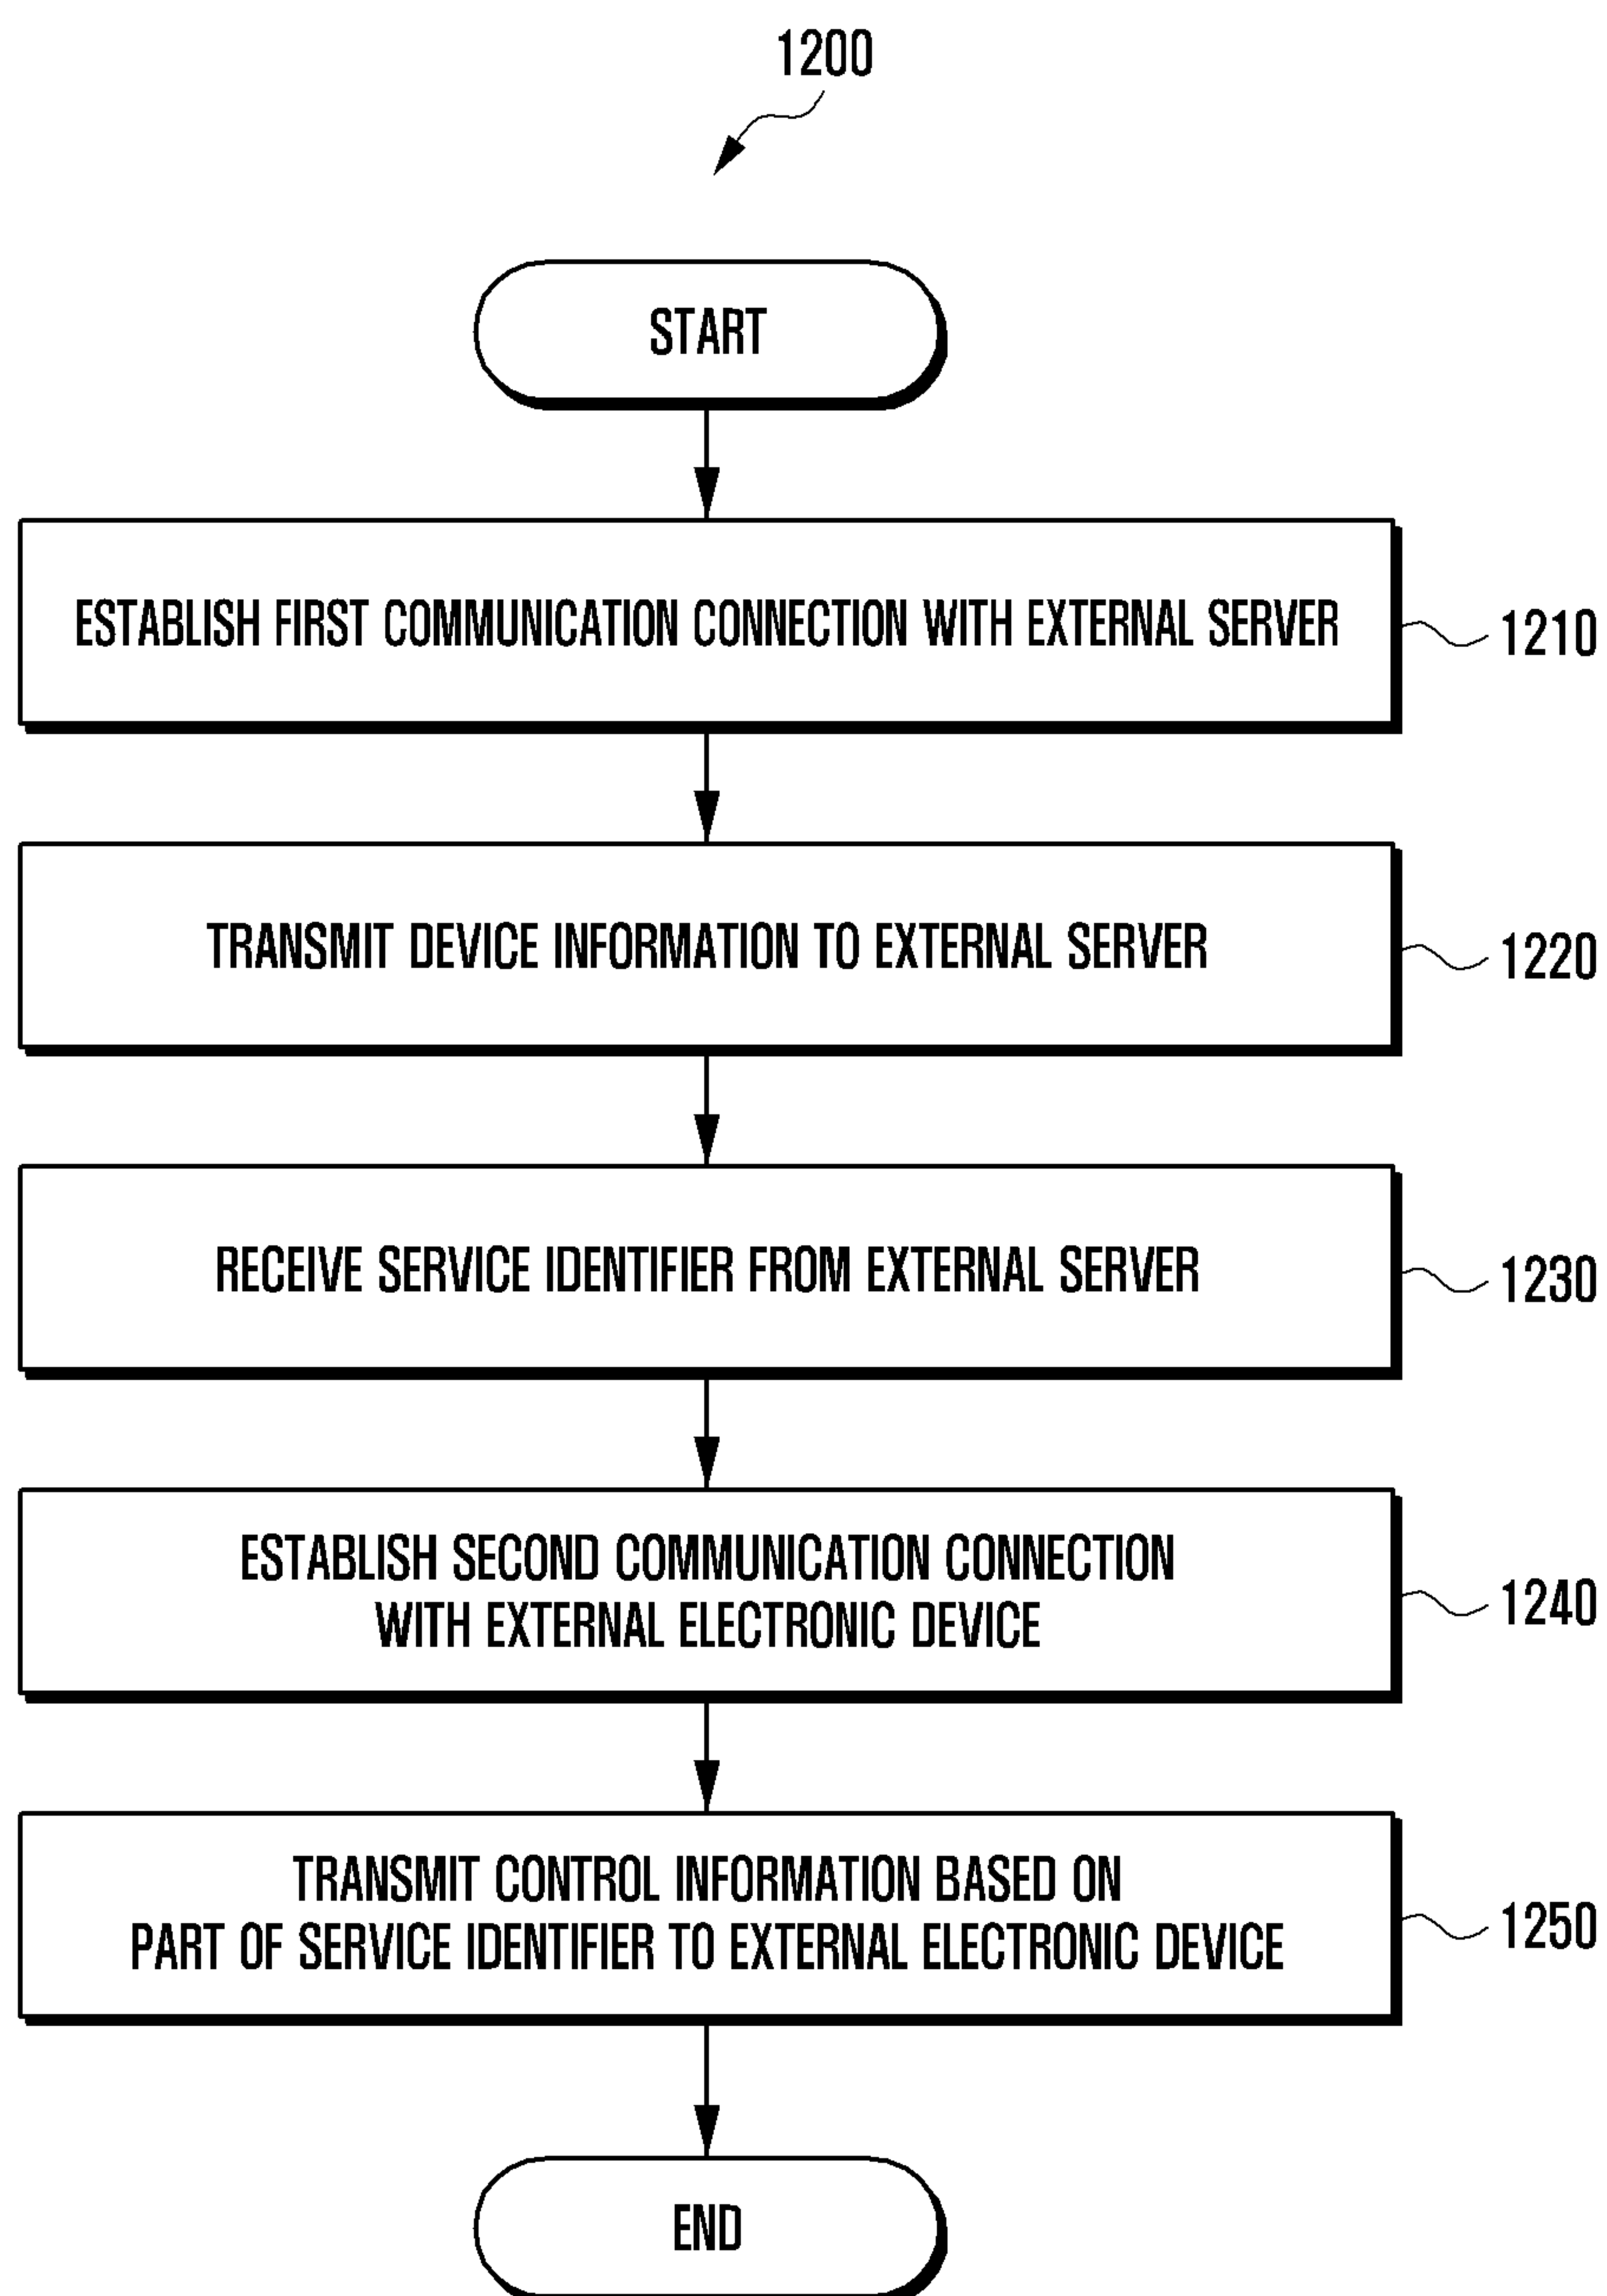 1200
START
ESTABLISH FIRST COMMUNICATION CONNECTION WITH EXTERNAL SERVER
1210
TRANSMIT DEVICE INFORMATION TO EXTERNAL SERVER
1220
RECEIVE SERVICE IDENTIFIER FROM EXTERNAL SERVER
1230
ESTABLISH SECOND COMMUNICATION CONNECTION
WITH EXTERNAL ELECTRONIC DEVICE
1240
TRANSMIT CONTROL INFORMATION BASED ON
PART OF SERVICE IDENTIFIER TO EXTERNAL ELECTRONIC DEVICE
1250
END